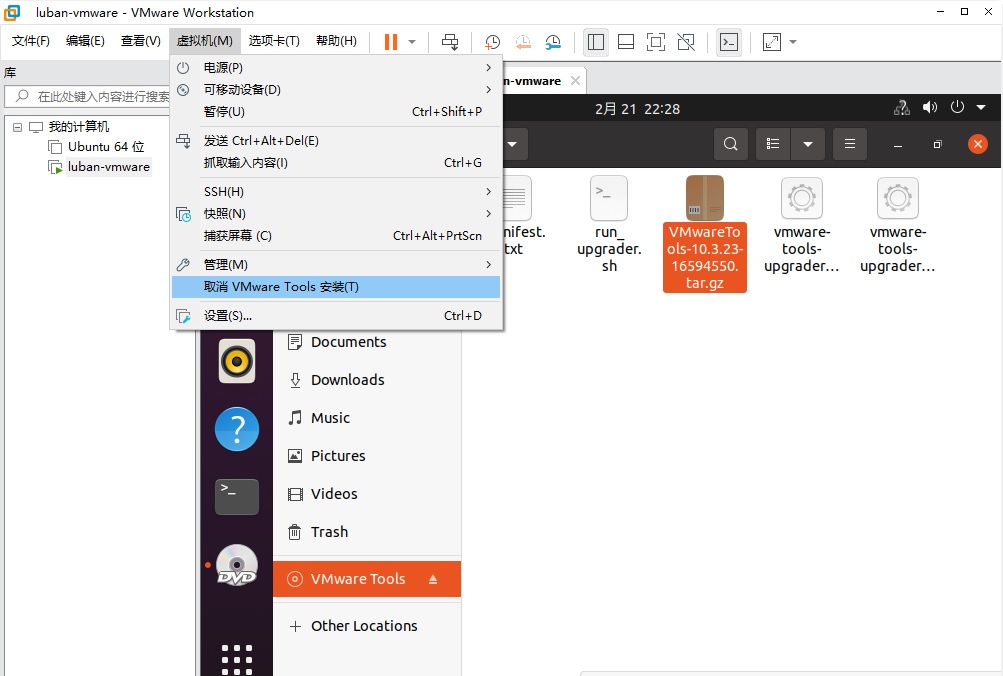 luban-vmware - VMware Workstation
文件(F) 编辑(E) 查看(V) 虚拟机(M) 选项卡(T) 帮助(H)
库
在此处键入内容进行搜索
我的计算机
Ubuntu 64 位
luban-vmware
电源(P)
可移动设备(D)
暂停(U) Ctrl+Shift+P
发送 Ctrl+Alt+Del(E)
抓取输入内容(I) Ctrl+G
SSH(H)
快照(N)
捕获屏幕 (C) Ctrl+Alt+PrtScn
管理(M)
取消 VMware Tools 安装(T)
设置(S)... Ctrl+D
n-vmware
2月 21 22:28
nifest.
txt
run_
upgrader.
sh
VMwareTo
ols-10.3.23-
16594550.
tar.gz
vmware-
tools-
upgrader...
vmware-
tools-
upgrader...
Documents
Downloads
Music
Pictures
Videos
Trash
DVD
VMware Tools
Other Locations